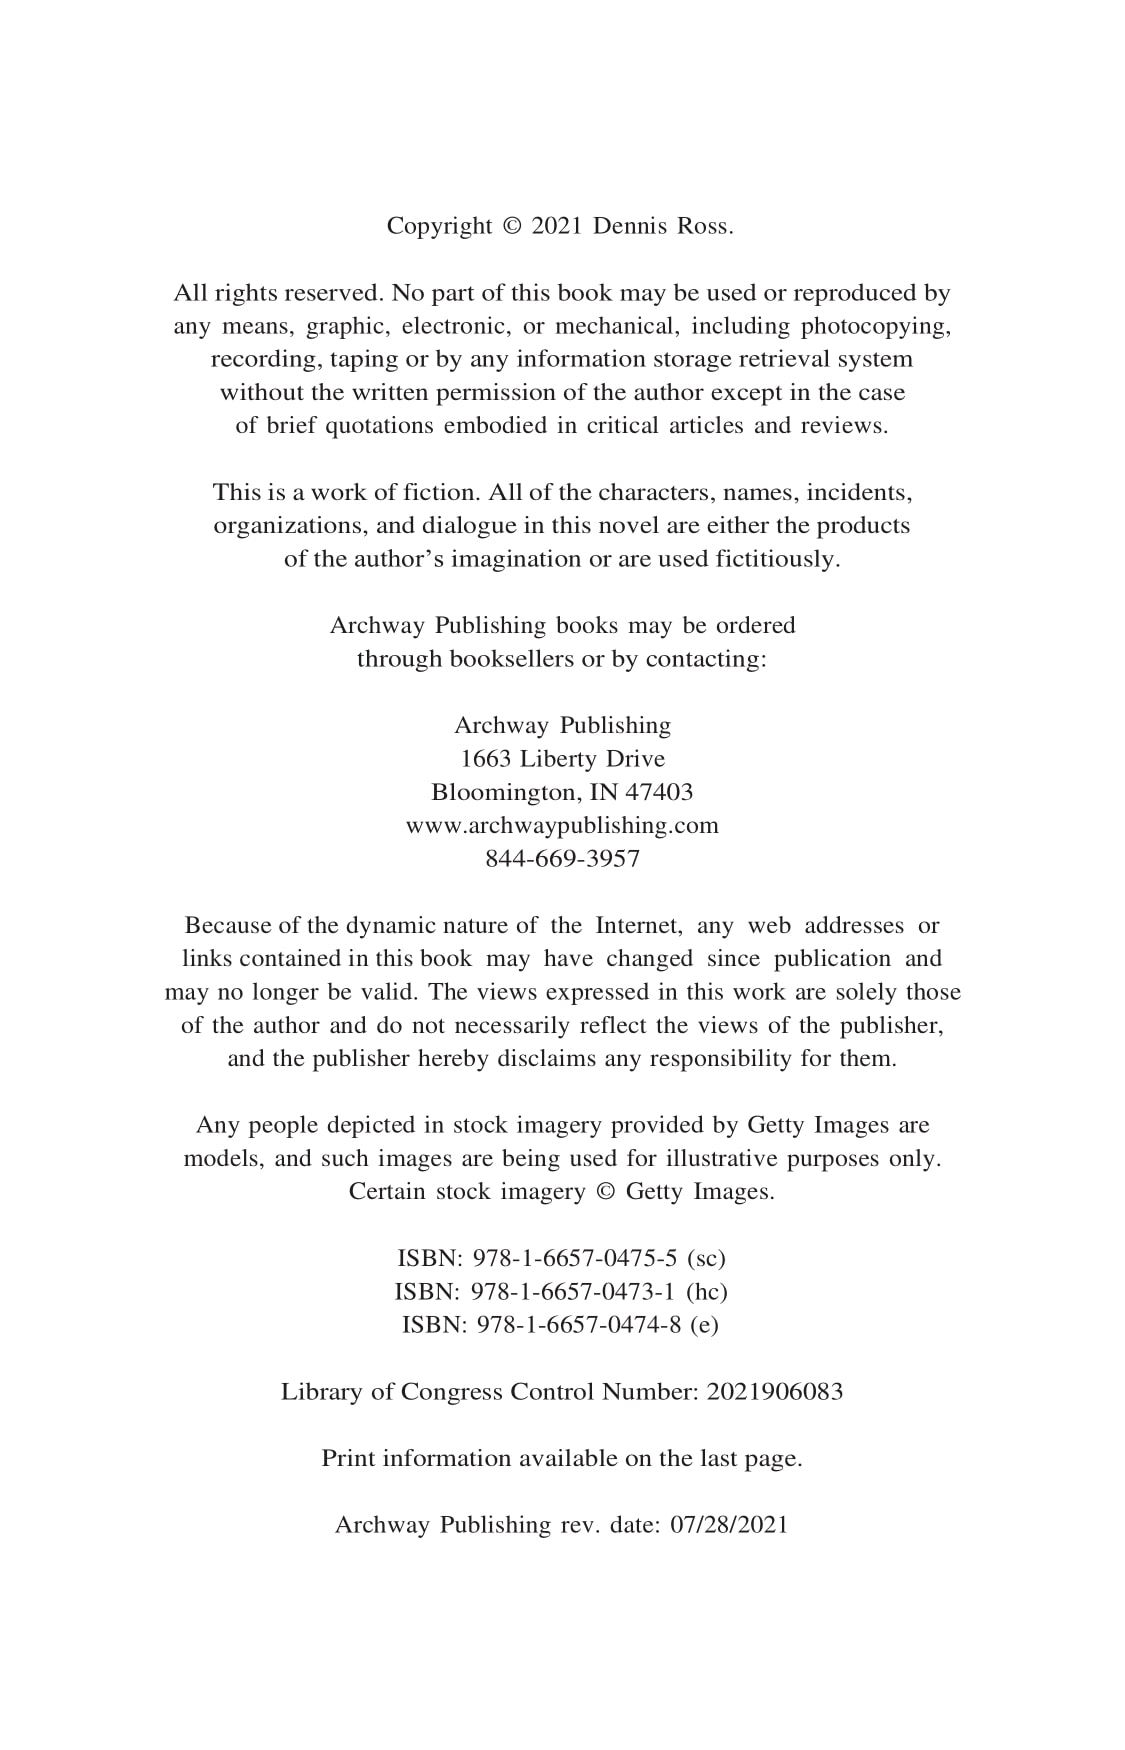 Copyright © 2021 Dennis Ross.
All rights reserved. No part of this book may be used or reproduced by
any means, graphic, electronic, or mechanical, including photocopying,
recording, taping or by any information storage retrieval system
without the written permission of the author except in the case
of brief quotations embodied in critical articles and reviews.
This is a work of fiction. All of the characters, names, incidents,
organizations, and dialogue in this novel are either the products
of the author’s imagination or are used fictitiously.
Archway Publishing books may be ordered
through booksellers or by contacting:
Archway Publishing
1663 Liberty Drive
Bloomington, IN 47403
www.archwaypublishing.com
844-669-3957
Because of the dynamic nature of the Internet, any web addresses or
links contained in this book may have changed since publication and
may no longer be valid. The views expressed in this work are solely those
of the author and do not necessarily reflect the views of the publisher,
and the publisher hereby disclaims any responsibility for them.
Any people depicted in stock imagery provided by Getty Images are
models, and such images are being used for illustrative purposes only.
Certain stock imagery © Getty Images.
ISBN: 978-1-6657-0475-5 (sc)
ISBN: 978-1-6657-0473-1 (hc)
ISBN: 978-1-6657-0474-8 (e)
Library of Congress Control Number: 2021906083
Print information available on the last page.
Archway Publishing rev. date: 07/28/2021